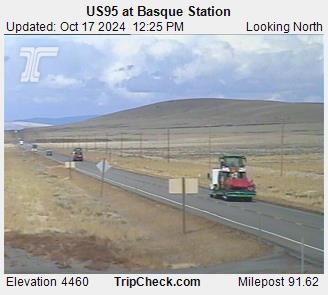 US95 at Basque Station
Updated: Oct 17 2024 12:25 PM Looking North
Elevation 4460 TripCheck.com Milepost 91.62